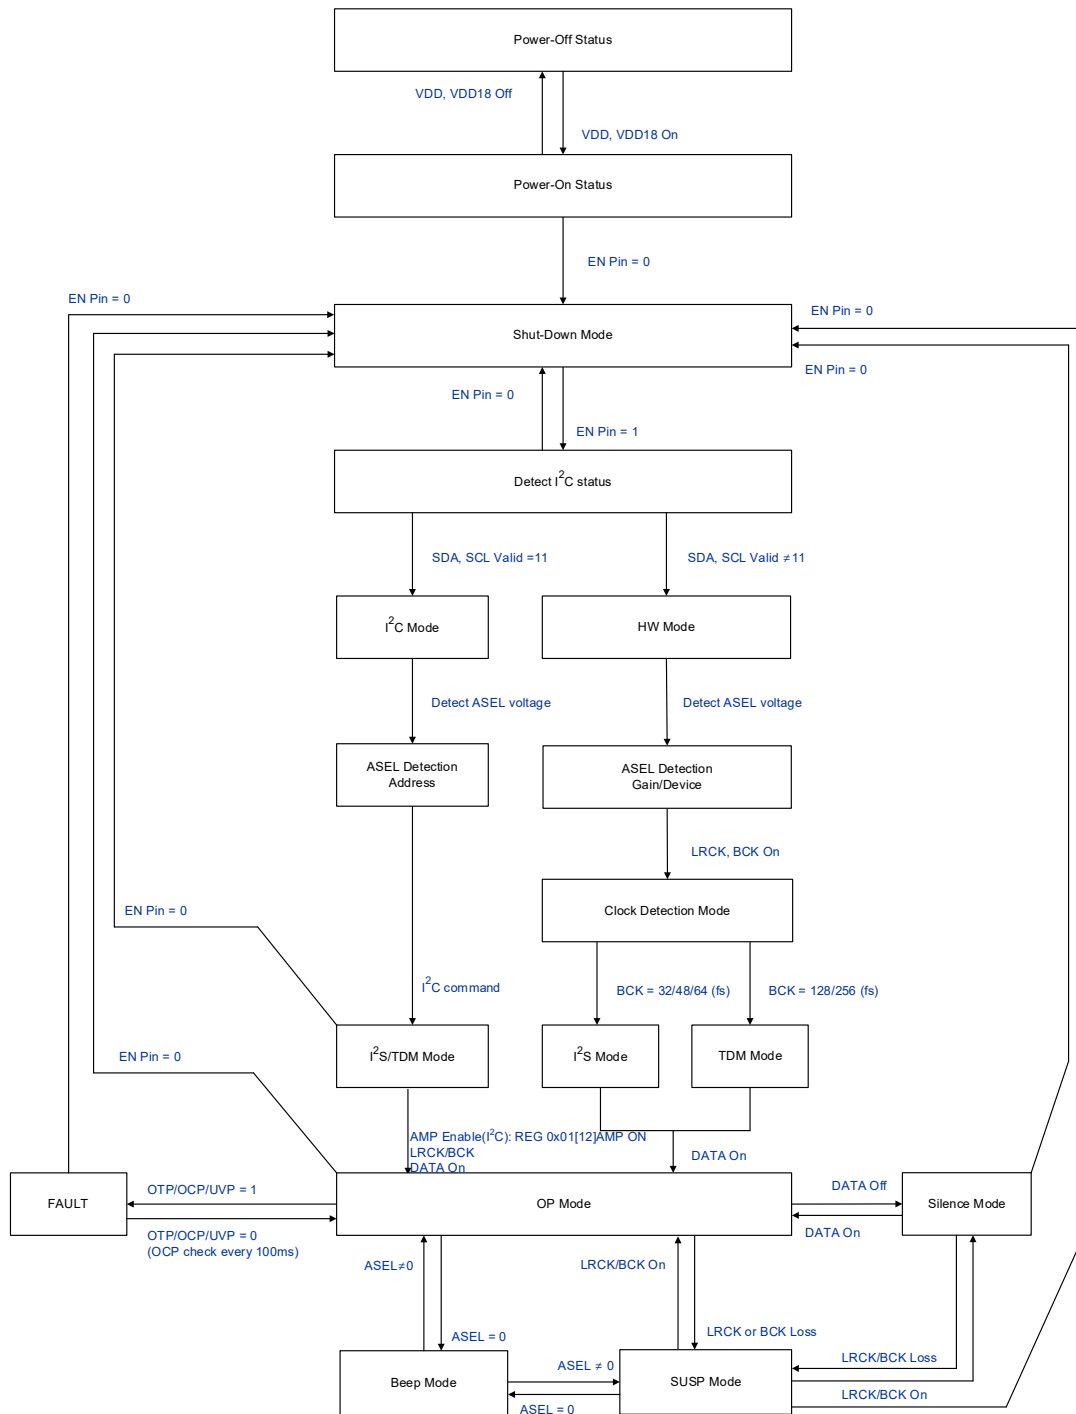 Power-Off Status
VDD, VDD18 Off
VDD, VDD18 On
Power-On Status
EN Pin = 0
EN Pin = 0
EN Pin = 0
Shut-Down Mode
EN Pin = 0
EN Pin = 0
EN Pin = 1
Detect I²C status
SDA, SCL Valid =11
SDA, SCL Valid ≠11
I²C Mode
HW Mode
Detect ASEL voltage
Detect ASEL voltage
ASEL Detection
Address
ASEL Detection
Gain/Device
LRCK, BCK On
Clock Detection Mode
EN Pin = 0
I²C command
BCK = 32/48/64 (fs)
BCK = 128/256 (fs)
I²S/TDM Mode
I²S Mode
TDM Mode
EN Pin = 0
AMP Enable(I²C): REG 0x01[12]AMP ON
LRCK/BCK
DATA On
DATA On
FAULT
OTP/OCP/UVP = 1
OTP/OCP/UVP = 0
(OCP check every 100ms)
OP Mode
DATA Off
DATA On
Silence Mode
ASEL≠0
LRCK/BCK On
ASEL = 0
LRCK or BCK Loss
Beep Mode
ASEL ≠ 0
ASEL = 0
SUSP Mode
LRCK/BCK Loss
LRCK/BCK On